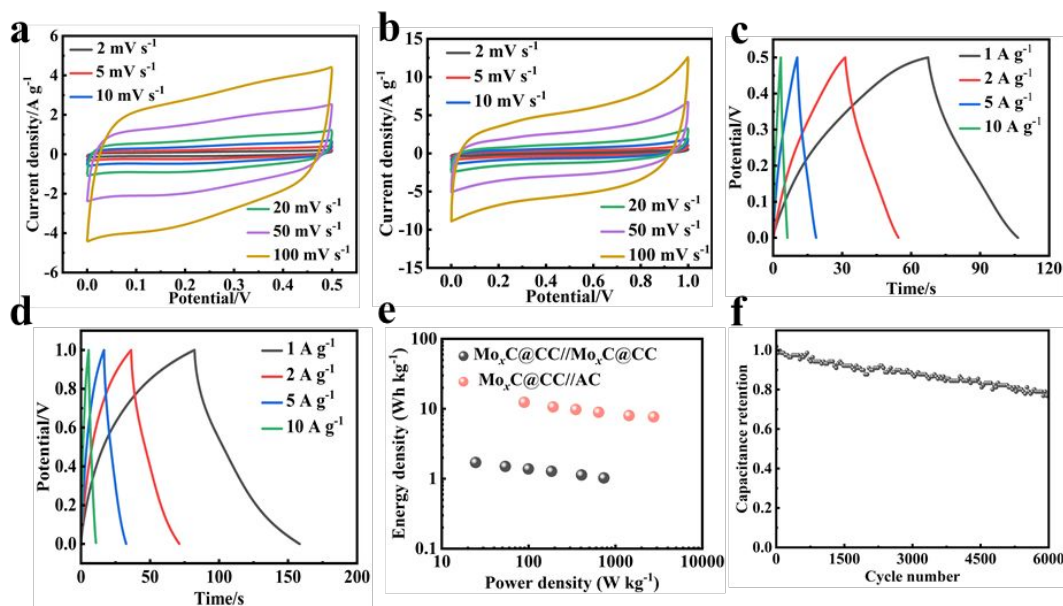 a
2 mV s⁻¹
5 mV s⁻¹
10 mV s⁻¹
20 mV s⁻¹
50 mV s⁻¹
100 mV s⁻¹
Current density/A g⁻¹
6
4
2
0
-2
-4
-6
0.0 0.1 0.2 0.3 0.4 0.5
Potential/V
b
2 mV s⁻¹
5 mV s⁻¹
10 mV s⁻¹
20 mV s⁻¹
50 mV s⁻¹
100 mV s⁻¹
Current density/A g⁻¹
15
10
5
0
-5
-10
-15
0.0 0.2 0.4 0.6 0.8 1.0
Potential/V
c
1 A g⁻¹
2 A g⁻¹
5 A g⁻¹
10 A g⁻¹
Potential/V
0.5
0.4
0.3
0.2
0.1
0.0
0 30 60 90 120
Time/s
d
1 A g⁻¹
2 A g⁻¹
5 A g⁻¹
10 A g⁻¹
Potential/V
1.0
0.8
0.6
0.4
0.2
0.0
0 50 100 150 200
Time/s
e
MoₓC@CC//MoₓC@CC
MoₓC@CC//AC
Energy density (Wh kg⁻¹)
100
10
1
0.1
10 100 1000 10000
Power density (W kg⁻¹)
f
Capacitance retention
1.0
0.8
0.6
0.4
0.2
0.0
0 1500 3000 4500 6000
Cycle number